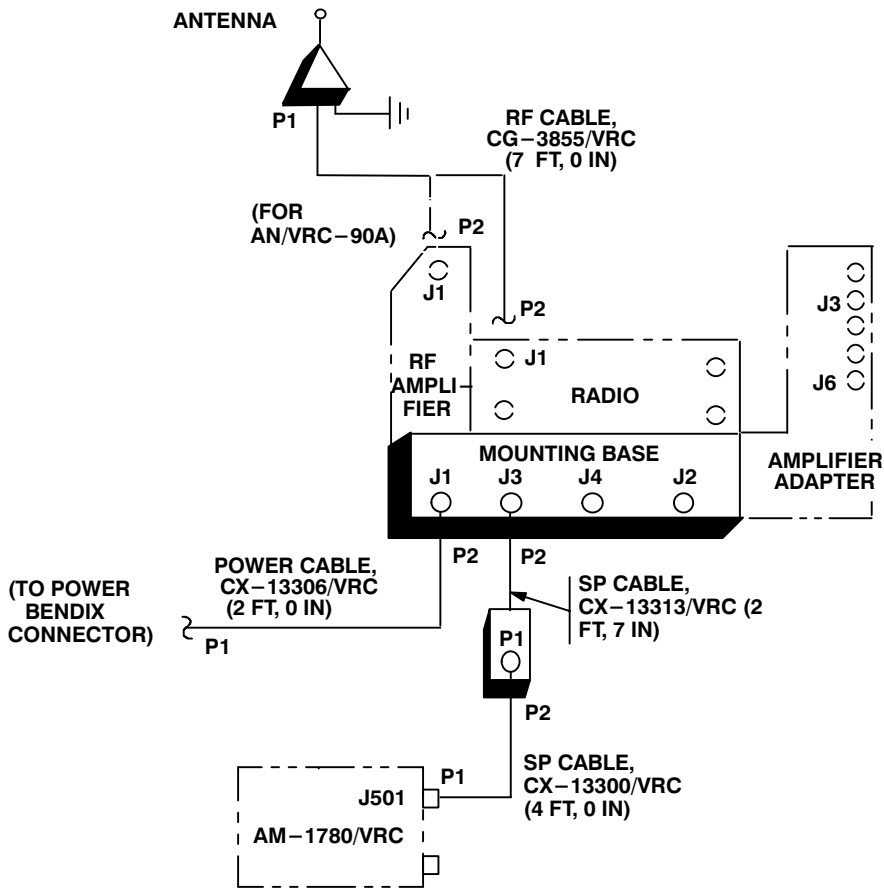 ANTENNA
P1
RF CABLE,
CG-3855/VRC
(7 FT, 0 IN)
(FOR
AN/VRC-90A)
P2
J1
P2
J3
J6
J1
RF
AMPLI
FIER
RADIO
MOUNTING BASE
J1
J3
J4
J2
AMPLIFIER
ADAPTER
P2
P2
POWER CABLE,
CX-13306/VRC
(2 FT, 0 IN)
(TO POWER
BENDIX
CONNECTOR)
P1
SP CABLE,
CX-13313/VRC (2
FT, 7 IN)
P1
P2
SP CABLE,
CX-13300/VRC
(4 FT, 0 IN)
P1
J501
AM-1780/VRC